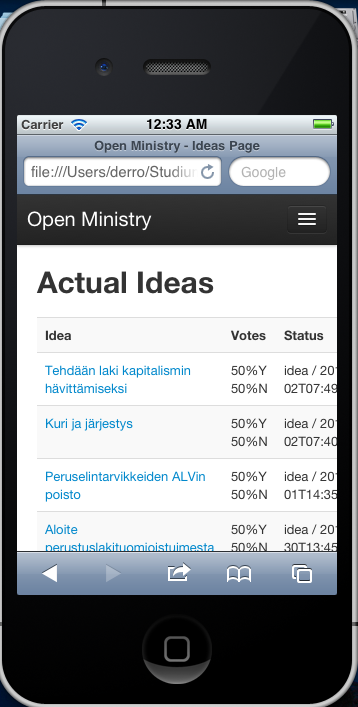 Carrier 12:33 AM
Open Ministry - Ideas Page
file:///Users/derro/Studiu Google
Open Ministry
Actual Ideas
Idea Votes Status
Tehdään laki kapitalismin 50%Y idea / 201
hävittämiseksi 50%N 02T07:49
Kuri ja järjestys 50%Y idea / 201
50%N 02T07:40
Peruselintarvikkeiden ALVin 50%Y idea / 201
poisto 50%N 01T14:35
Aloite 50%Y idea / 201
perustuslakituomioistuimesta 50%N 30T13:45